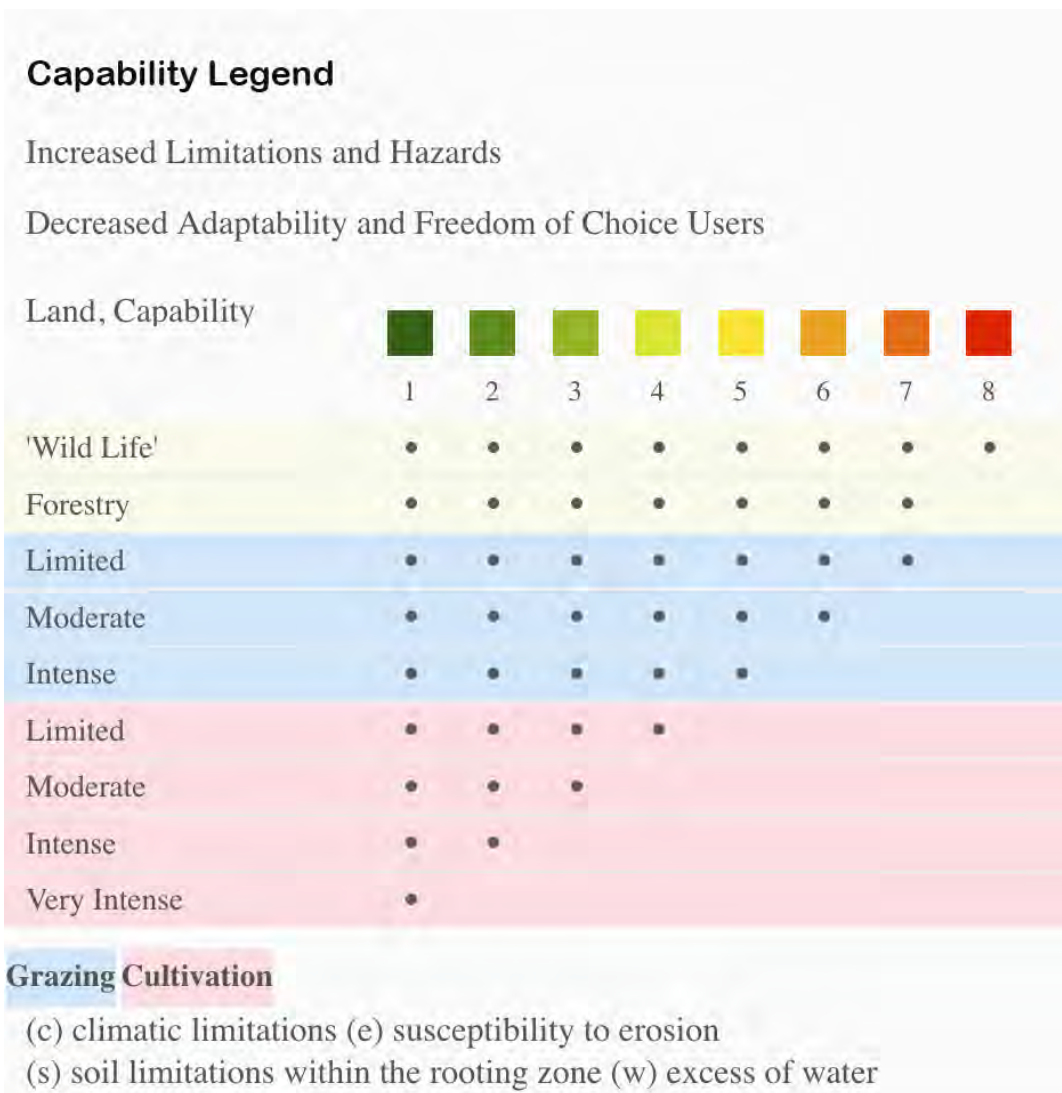 Capability Legend
Increased Limitations and Hazards
Decreased Adaptability and Freedom of Choice Users
Land, Capability
1 2 3 4 5 6 7 8
'Wild Life' • • • • • • • •
Forestry • • • • • • •
Limited • • • • • • •
Moderate • • • • • •
Intense • • • • •
Limited • • • •
Moderate • • •
Intense • •
Very Intense •
Grazing Cultivation
(c) climatic limitations (e) susceptibility to erosion
(s) soil limitations within the rooting zone (w) excess of water